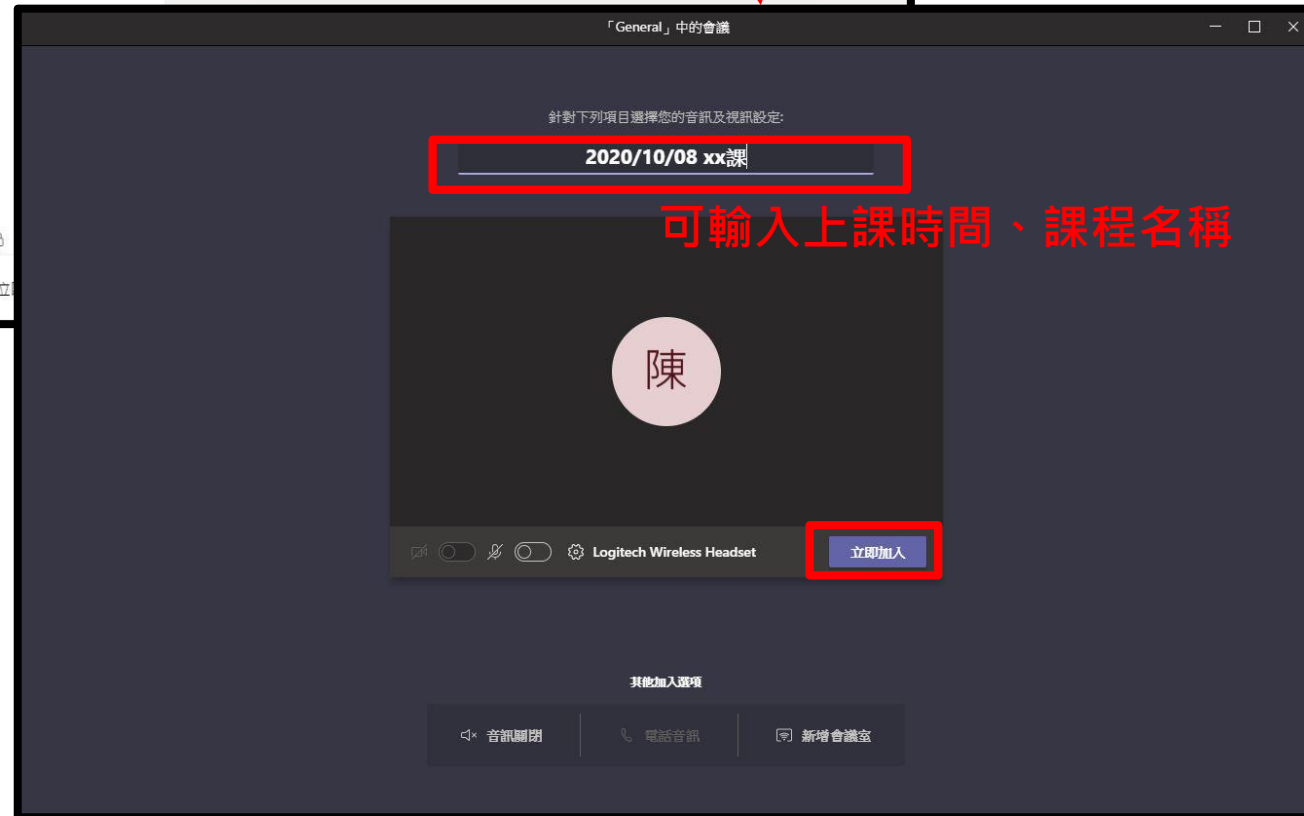 「General」中的會議
針對下列項目選擇您的音訊及視訊設定:
2020/10/08 xx課
可輸入上課時間、課程名稱
陳
Logitech Wireless Headset
立即加入
其他加入選項
音訊關閉
電話音訊
新增會議室